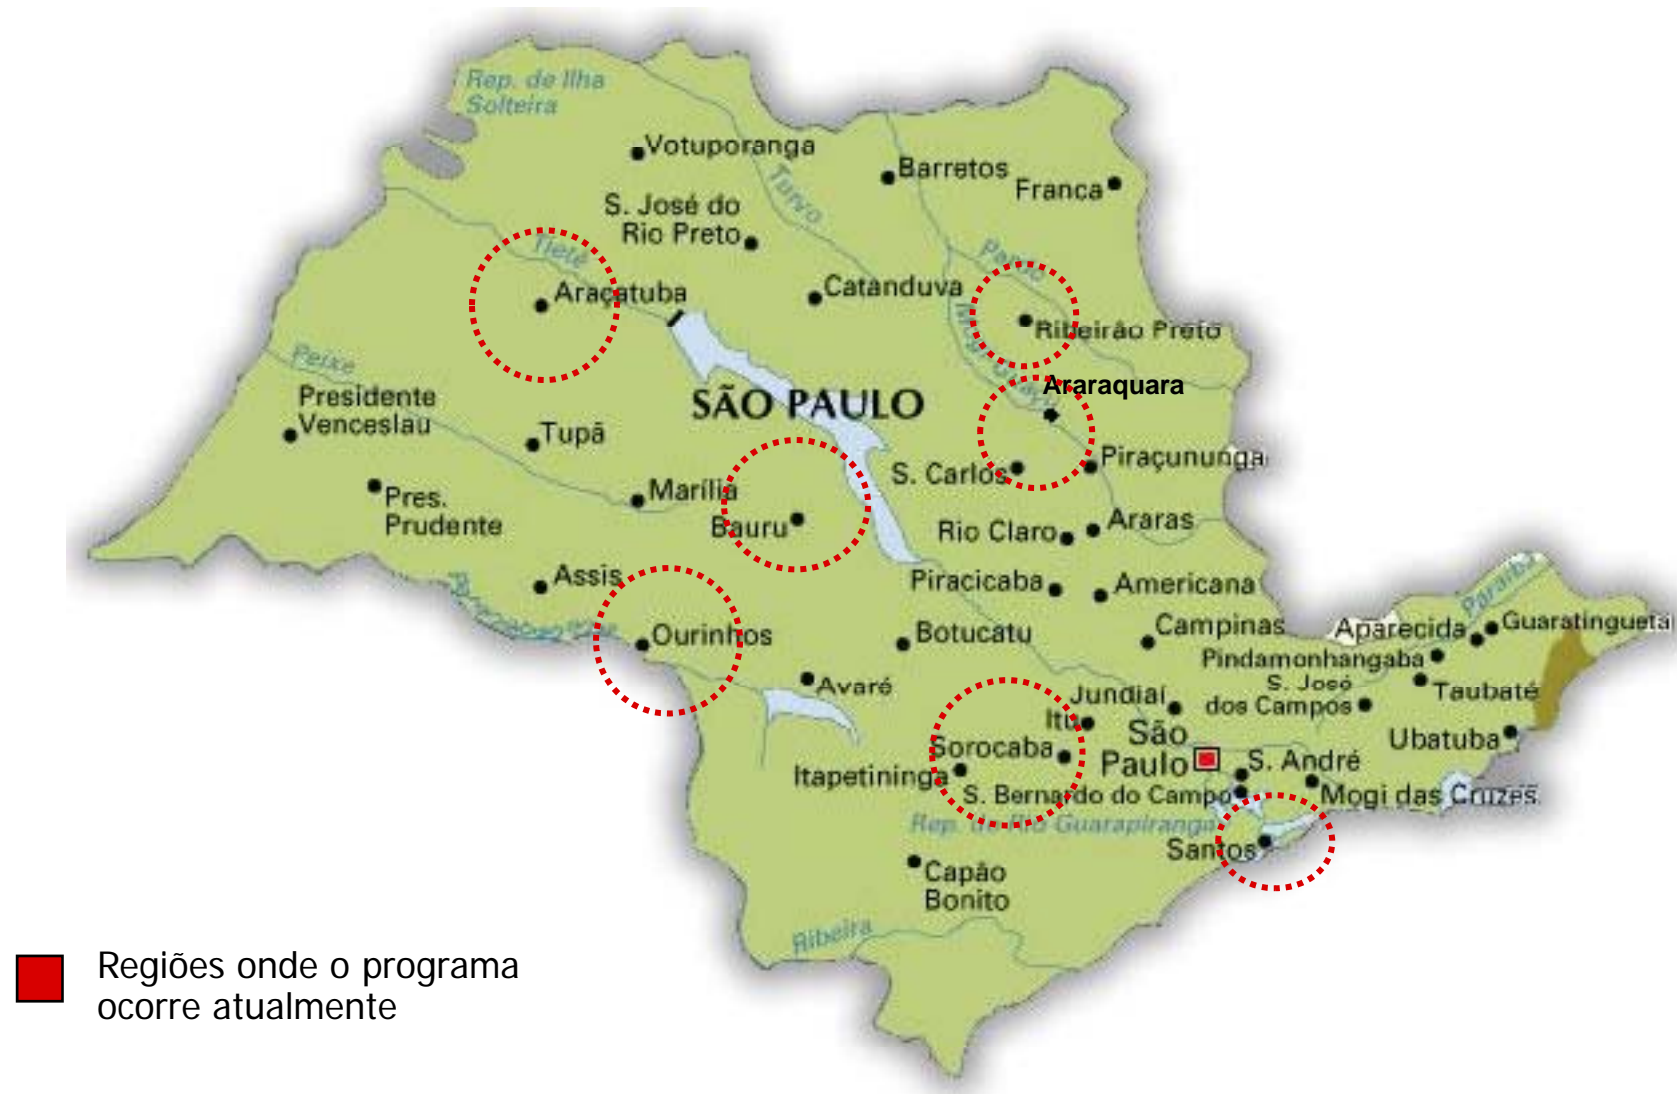 Rep. de Ilha
Solteira
Votuporanga
Turvo
Barretos
Franca
S. José do
Rio Preto
Tietê
Pardo
Araçatuba
Catanduva
Ribeirão Preto
Peixe
Araraquara
Presidente
Venceslau
SÃO PAULO
Tupã
Piraçununga
S. Carlos
Marília
Pres.
Prudente
Bauru
Rio Claro
Araras
Assis
Piracicaba
Americana
Paraíba
Ourinhos
Botucatu
Campinas
Aparecida
Guaratinguetá
Pindamonhangaba
Avaré
Jundiaí
S. José
dos Campos
Taubaté
Itu
São
Paulo
Ubatuba
Sorocaba
S. André
Itapetininga
S. Bernardo do Campo
Mogi das Cruzes
Rep. do Rio Guarapiranga
Santos
Capão
Bonito
Ribeira
Regiões onde o programa
ocorre atualmente